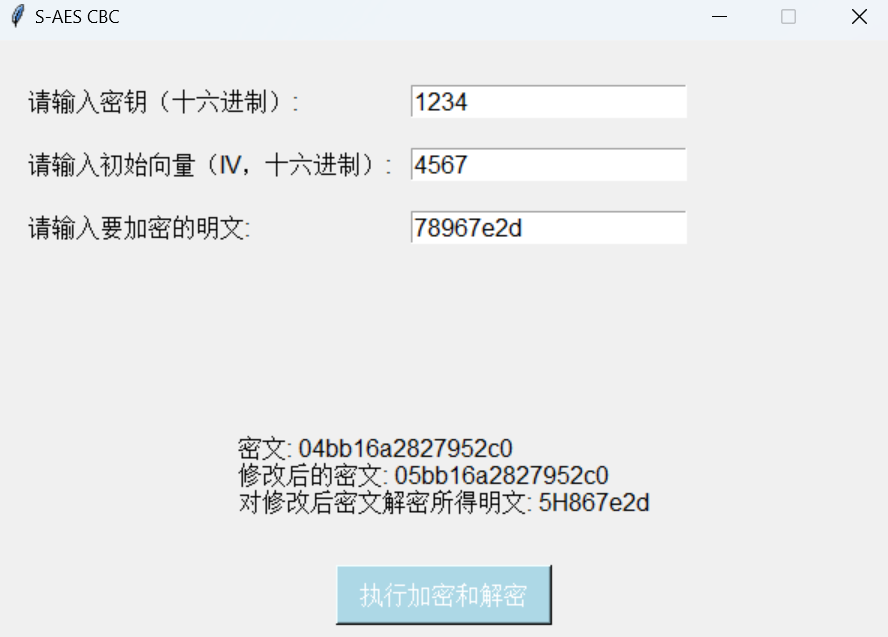 S-AES CBC
请输入密钥（十六进制）: 1234
请输入初始向量（IV，十六进制）: 4567
请输入要加密的明文: 78967e2d
密文: 04bb16a2827952c0
修改后的密文: 05bb16a2827952c0
对修改后密文解密所得明文: 5H867e2d
执行加密和解密